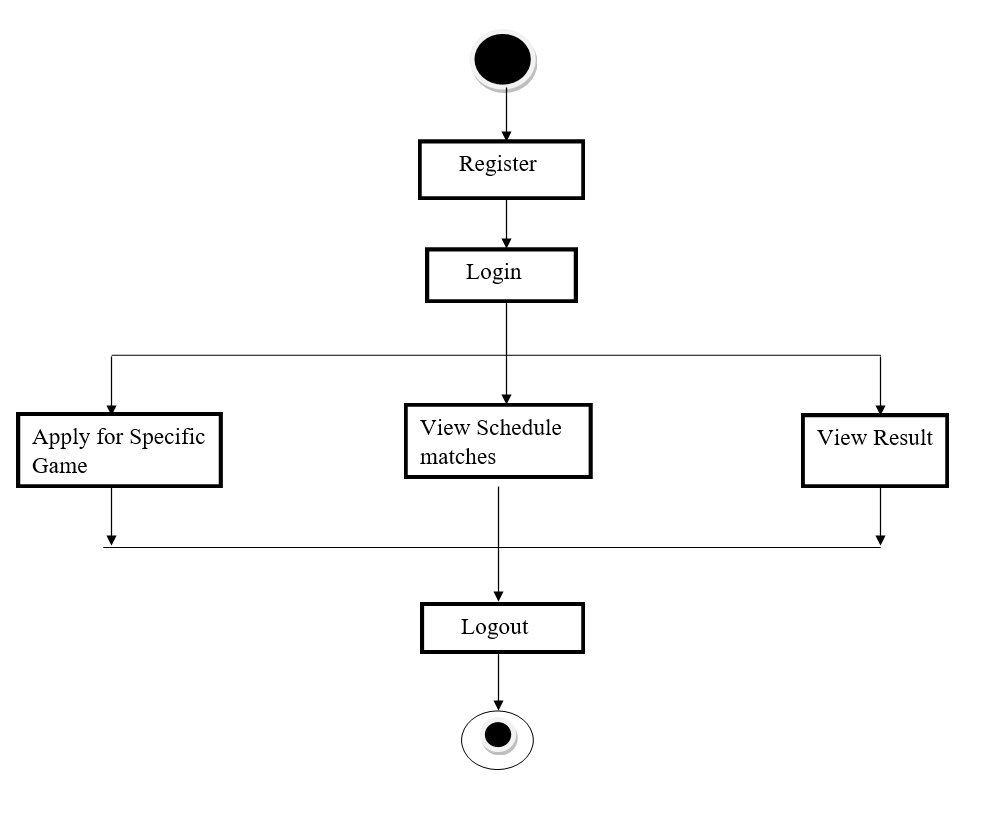 Register
Login
Apply for Specific
Game
View Schedule
matches
View Result
Logout